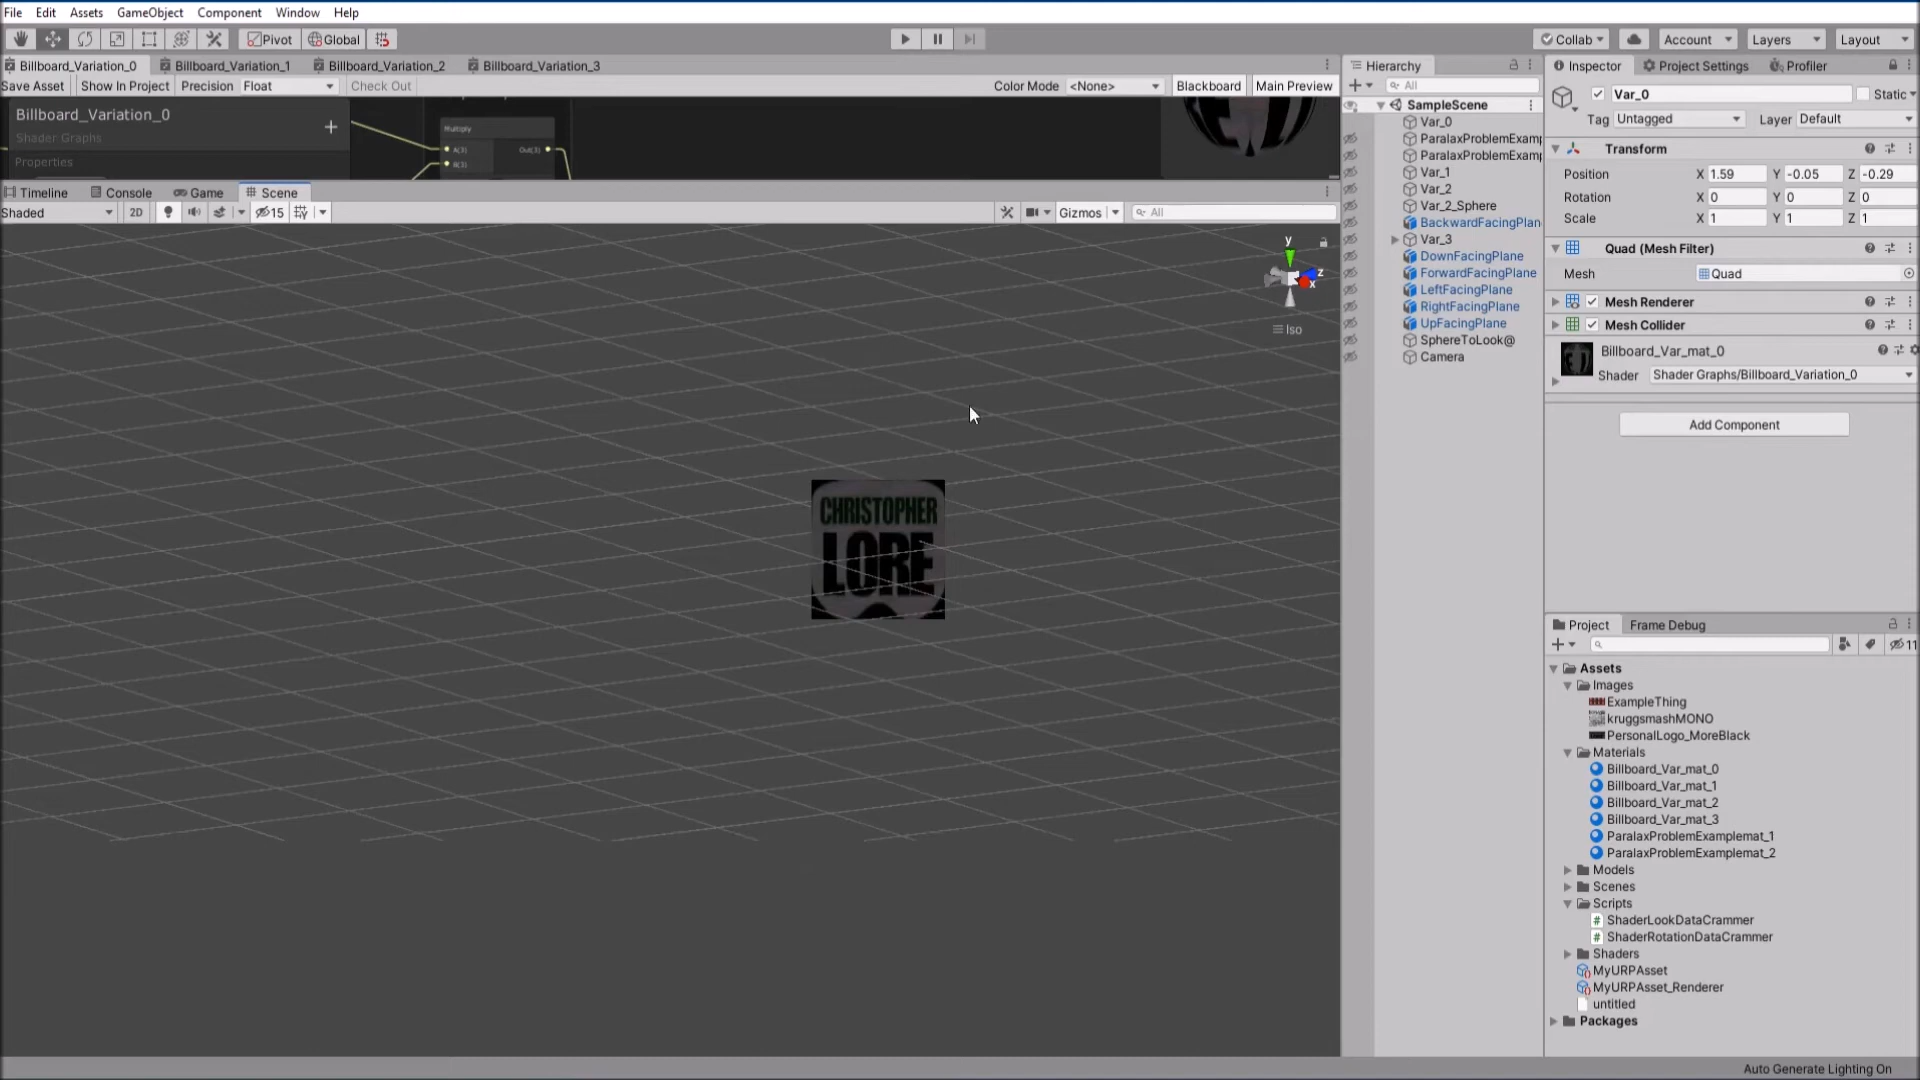 File Edit Assets GameObject Component Window Help
Pivot Global Collab Account Layers Layout
Billboard_Variation_0 Billboard_Variation_1 Billboard_Variation_2 Billboard_Variation_3
Save Asset Show In Project Precision Float Check Out Color Mode <None> Blackboard Main Preview
Billboard_Variation_0
Shader Graphs
Properties
Multiply
A(3) Out(3)
B(3)
Timeline Console Game Scene
Shaded 2D 15 Gizmos All
y
z
x
Iso
CHRISTOPHER
LORE
Hierarchy
All
SampleScene
Var_0
ParalaxProblemExamp
ParalaxProblemExamp
Var_1
Var_2
Var_2_Sphere
BackwardFacingPlan
Var_3
DownFacingPlane
ForwardFacingPlane
LeftFacingPlane
RightFacingPlane
UpFacingPlane
SphereToLook@
Camera
Inspector Project Settings Profiler
Var_0 Static
Tag Untagged Layer Default
Transform
Position X 1.59 Y -0.05 Z -0.29
Rotation X 0 Y 0 Z 0
Scale X 1 Y 1 Z 1
Quad (Mesh Filter)
Mesh Quad
Mesh Renderer
Mesh Collider
Billboard_Var_mat_0
Shader Shader Graphs/Billboard_Variation_0
Add Component
Project Frame Debug
11
Assets
Images
ExampleThing
kruggsmashMONO
PersonalLogo_MoreBlack
Materials
Billboard_Var_mat_0
Billboard_Var_mat_1
Billboard_Var_mat_2
Billboard_Var_mat_3
ParalaxProblemExamplemat_1
ParalaxProblemExamplemat_2
Models
Scenes
Scripts
ShaderLookDataCrammer
ShaderRotationDataCrammer
Shaders
MyURPAsset
MyURPAsset_Renderer
untitled
Packages
Auto Generate Lighting On